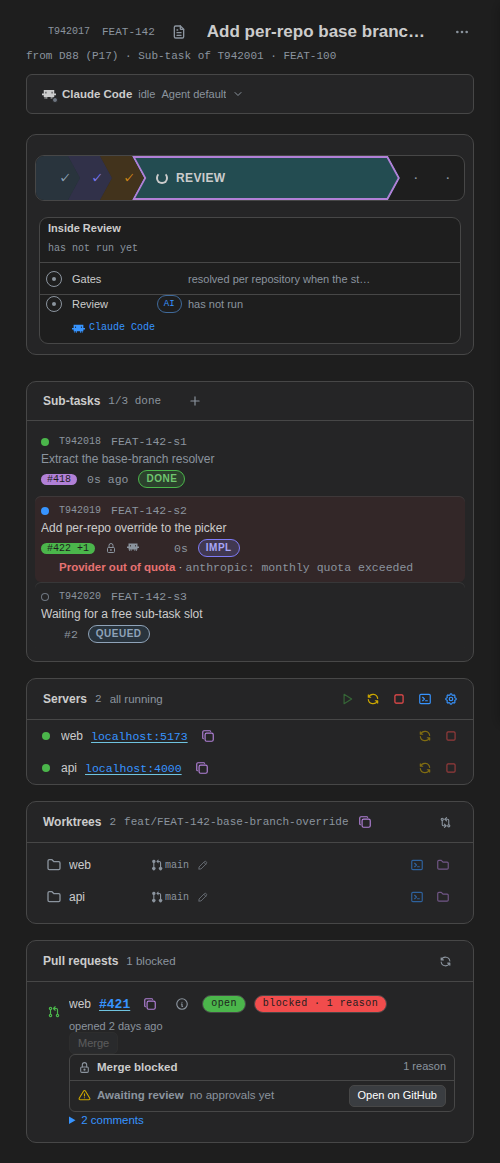 T942017 FEAT-142 Add per-repo base branc…
from D88 (P17) · Sub-task of T942001 · FEAT-100
Claude Code idle Agent default
REVIEW
Inside Review
has not run yet
Gates resolved per repository when the st…
Review AI has not run
Claude Code
Sub-tasks 1/3 done
T942018 FEAT-142-s1
Extract the base-branch resolver
#418 0s ago DONE
T942019 FEAT-142-s2
Add per-repo override to the picker
#422 +1 0s IMPL
Provider out of quota · anthropic: monthly quota exceeded
T942020 FEAT-142-s3
Waiting for a free sub-task slot
#2 QUEUED
Servers 2 all running
web localhost:5173
api localhost:4000
Worktrees 2 feat/FEAT-142-base-branch-override
web main
api main
Pull requests 1 blocked
web #421 open blocked · 1 reason
opened 2 days ago
Merge
Merge blocked 1 reason
Awaiting review no approvals yet Open on GitHub
2 comments